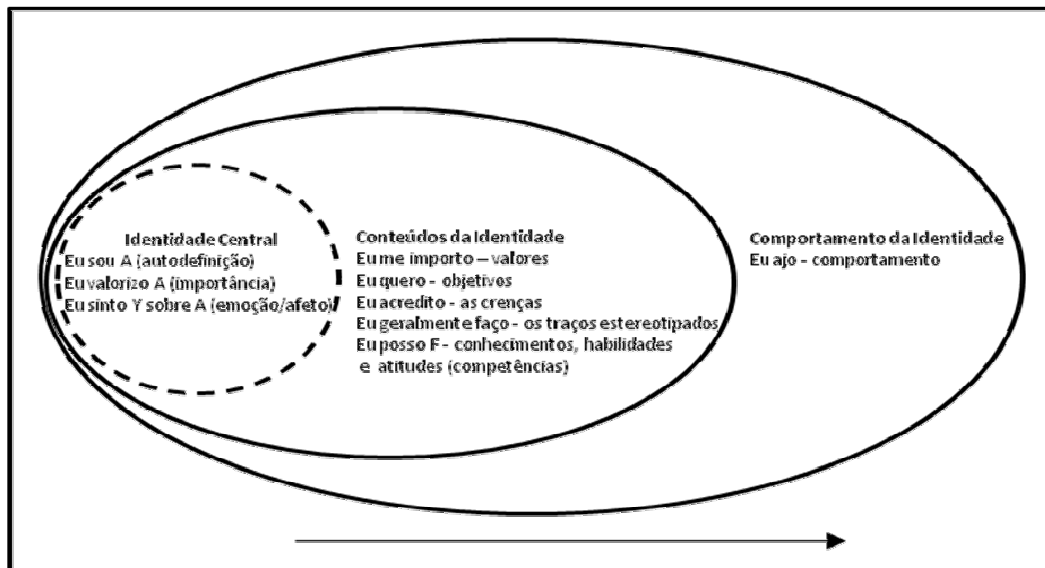 Identidade Central
Eu sou A (autodefinição)
Eu valorizo A (importância)
Eu sinto Y sobre A (emoção/afeto)
Conteúdos da Identidade
Eu me importo – valores
Eu quero - objetivos
Eu acredito - as crenças
Eu geralmente faço - os traços estereotipados
Eu posso F - conhecimentos, habilidades
e atitudes (competências)
Comportamento da Identidade
Eu ajo - comportamento